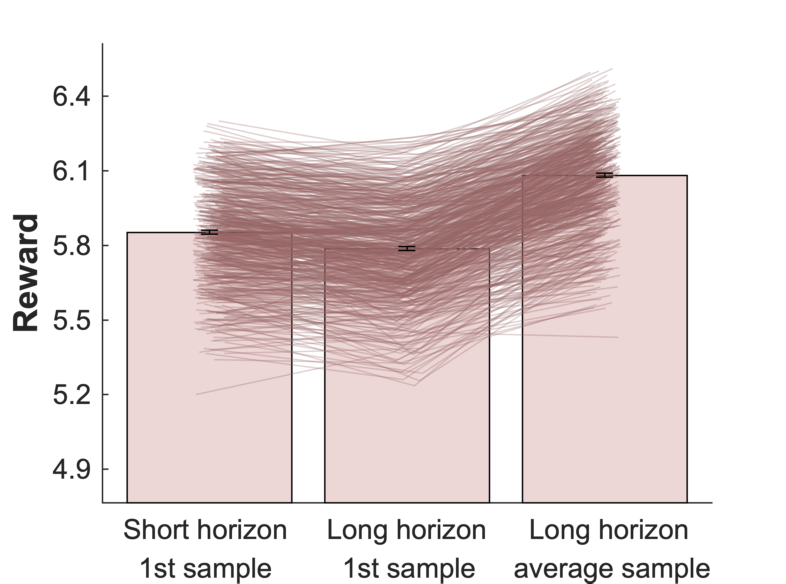 Reward
6.4
6.1
5.8
5.5
5.2
4.9
Short horizon
1st sample
Long horizon
1st sample
Long horizon
average sample